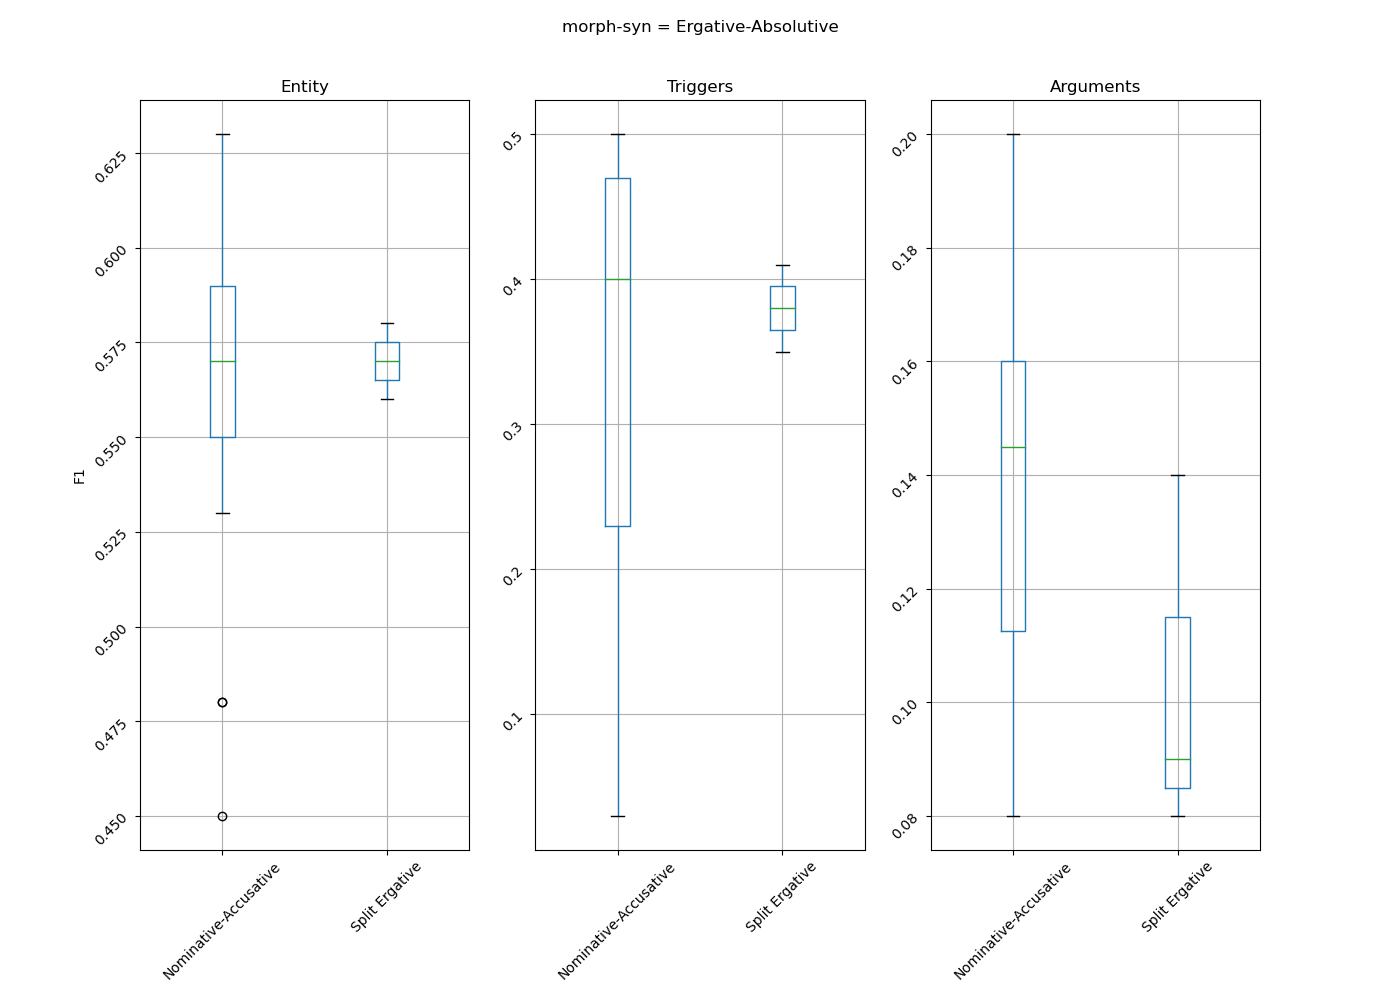 morph-syn = Ergative-Absolutive
Entity
Triggers
Arguments
F1
0.625
0.600
0.575
0.550
0.525
0.500
0.475
0.450
0.5
0.4
0.3
0.2
0.1
0.20
0.18
0.16
0.14
0.12
0.10
0.08
Nominative-Accusative
Split Ergative
Nominative-Accusative
Split Ergative
Nominative-Accusative
Split Ergative